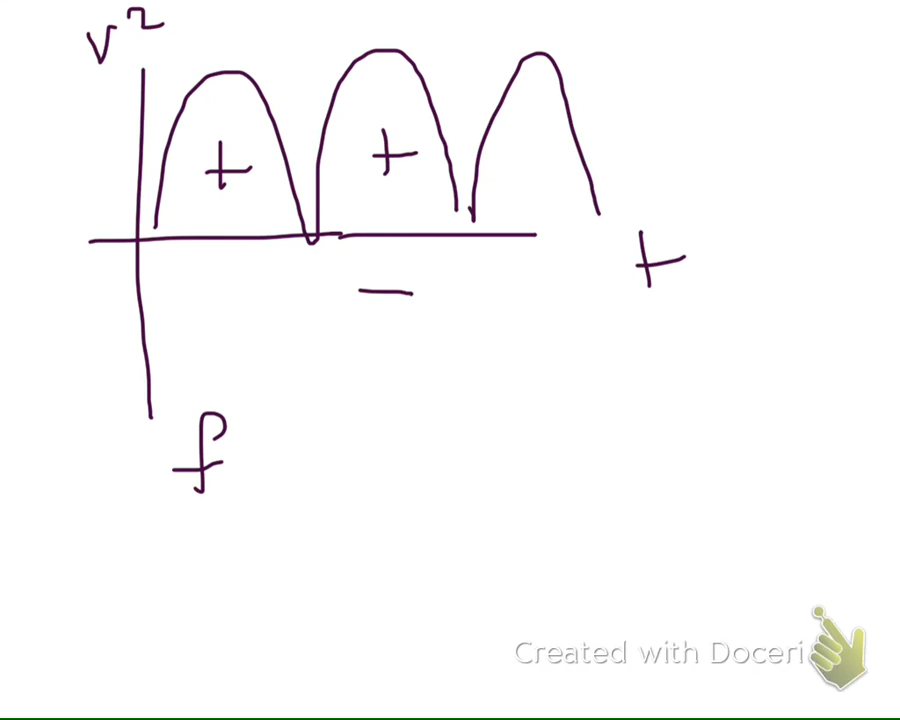 v²
+ +
+
−
f
Created with Doceri